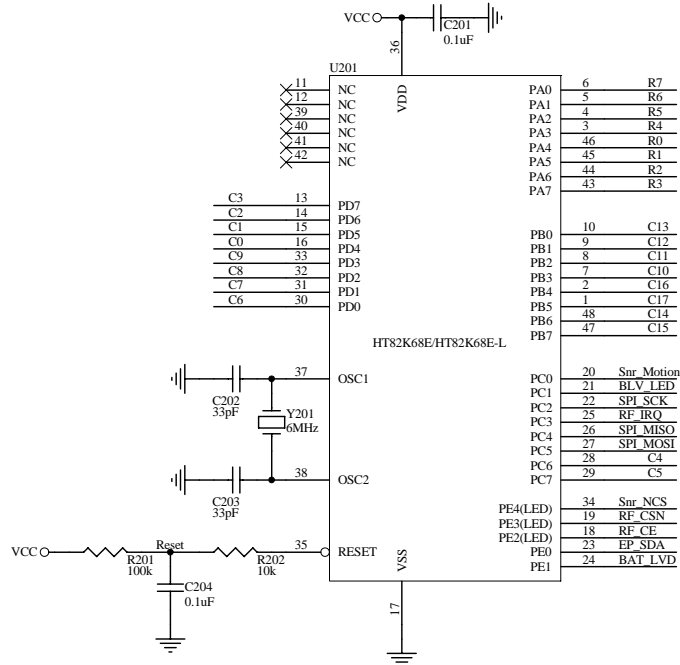 VCC
C201
0.1uF
36
U201
VDD
11 NC
12 NC
39 NC
40 NC
41 NC
42 NC
PA0 6 R7
PA1 5 R6
PA2 4 R5
PA3 3 R4
PA4 46 R0
PA5 45 R1
PA6 44 R2
PA7 43 R3
C3 13 PD7
C2 14 PD6
C1 15 PD5
C0 16 PD4
C9 33 PD3
C8 32 PD2
C7 31 PD1
C6 30 PD0
PB0 10 C13
PB1 9 C12
PB2 8 C11
PB3 7 C10
PB4 2 C16
PB5 1 C17
PB6 48 C14
PB7 47 C15
HT82K68E/HT82K68E-L
37 OSC1
C202
33pF
Y201
6MHz
38 OSC2
C203
33pF
PC0 20 Snr_Motion
PC1 21 BLV_LED
PC2 22 SPI_SCK
PC3 25 RF_IRQ
PC4 26 SPI_MISO
PC5 27 SPI_MOSI
PC6 28 C4
PC7 29 C5
PE4(LED) 34 Snr_NCS
PE3(LED) 19 RF_CSN
PE2(LED) 18 RF_CE
PE0 23 EP_SDA
PE1 24 BAT_LVD
VCC
R201
100k
Reset
R202
10k
35 RESET
C204
0.1uF
VSS
17